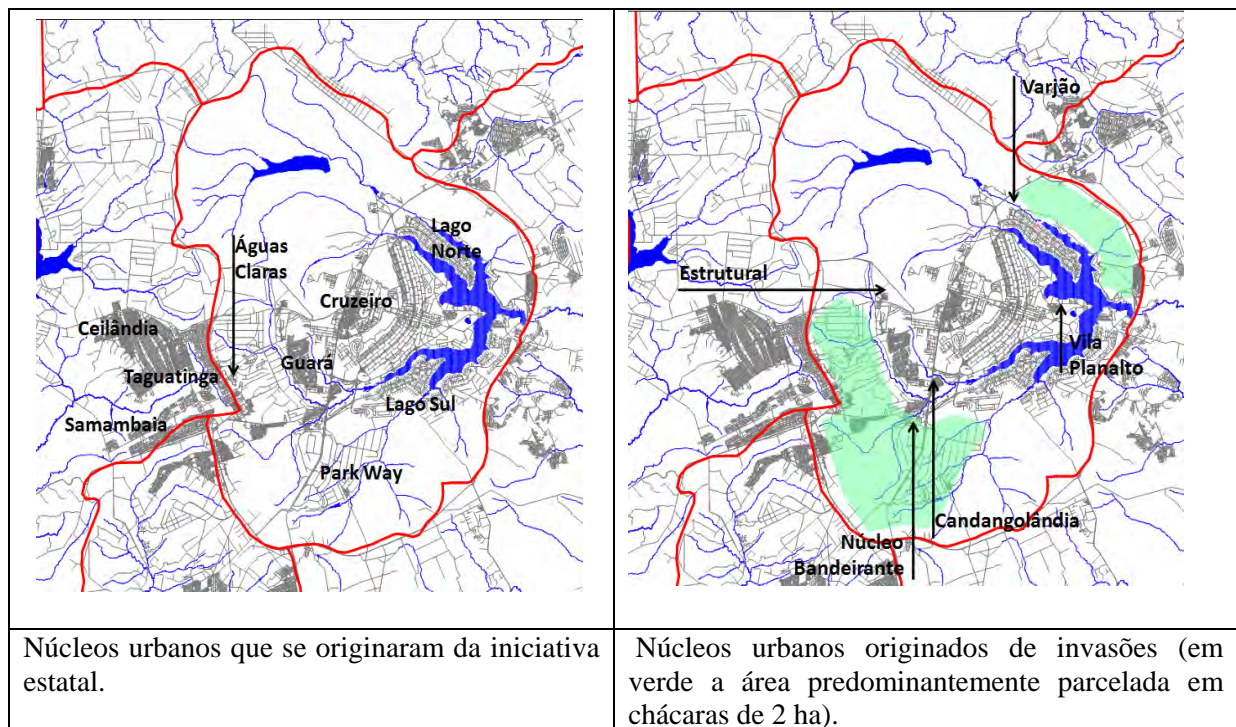 Águas
Claras
Lago
Norte
Cruzeiro
Ceilândia
Guará
Taguatinga
Lago Sul
Samambaia
Park Way
Varjão
Estrutural
Vila
Planalto
Candangolândia
Núcleo
Bandeirante
Núcleos urbanos que se originaram da iniciativa
estatal.
Núcleos urbanos originados de invasões (em
verde a área predominantemente parcelada em
chácaras de 2 ha).